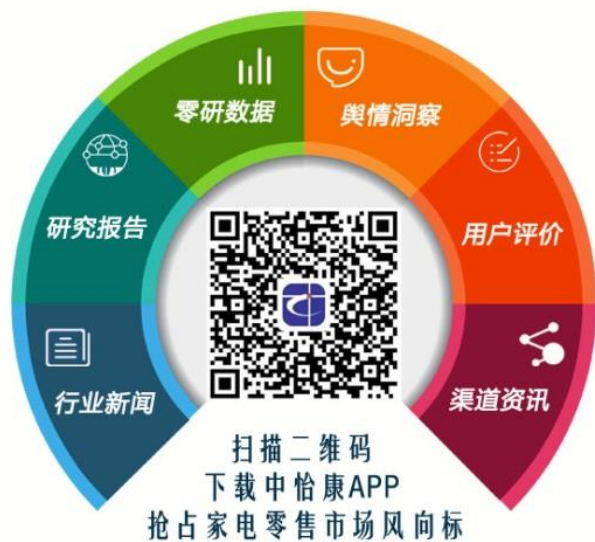 零研数据
舆情洞察
研究报告
用户评价
行业新闻
渠道资讯
扫描二维码
下载中怡康APP
抢占家电零售市场风向标